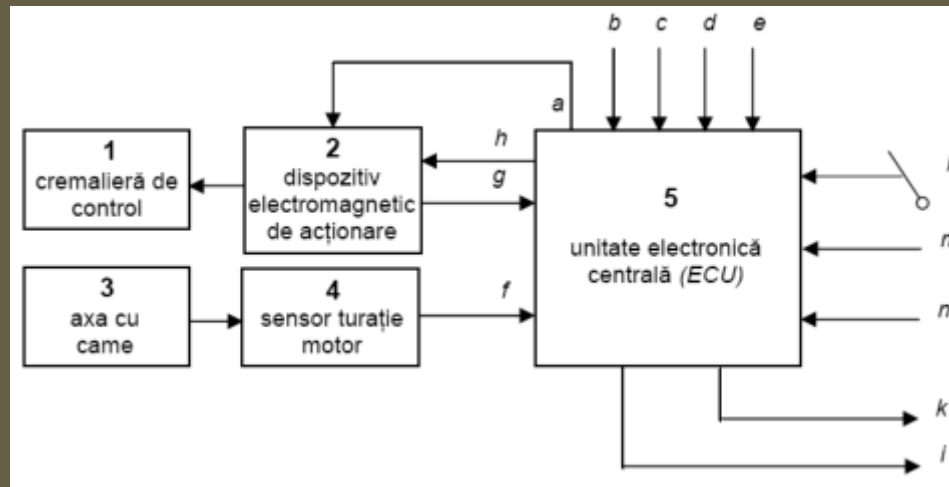 b c d e
a
1
cremalieră de
control
2
dispozitiv
electromagnetic
de acționare
h
g
5
unitate electronică
centrală (ECU)
3
axa cu
came
4
sensor turație
motor
f
n
k
i